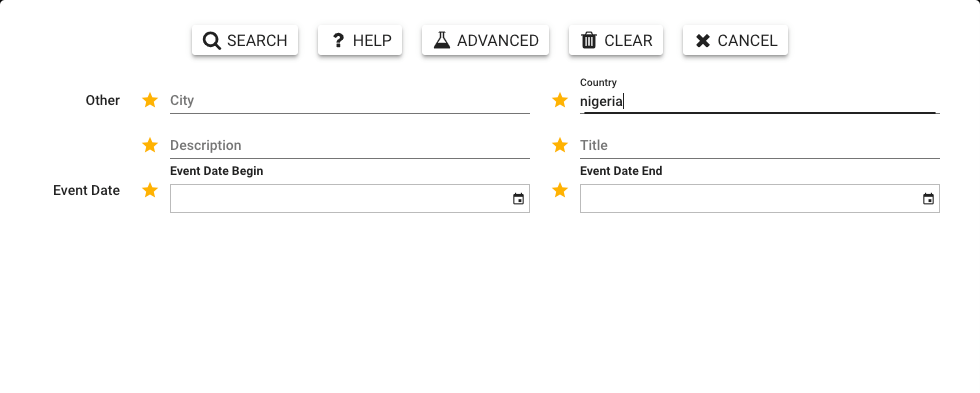 SEARCH
? HELP
ADVANCED
CLEAR
CANCEL
Other
City
Country
nigeria
Description
Title
Event Date
Event Date Begin
Event Date End